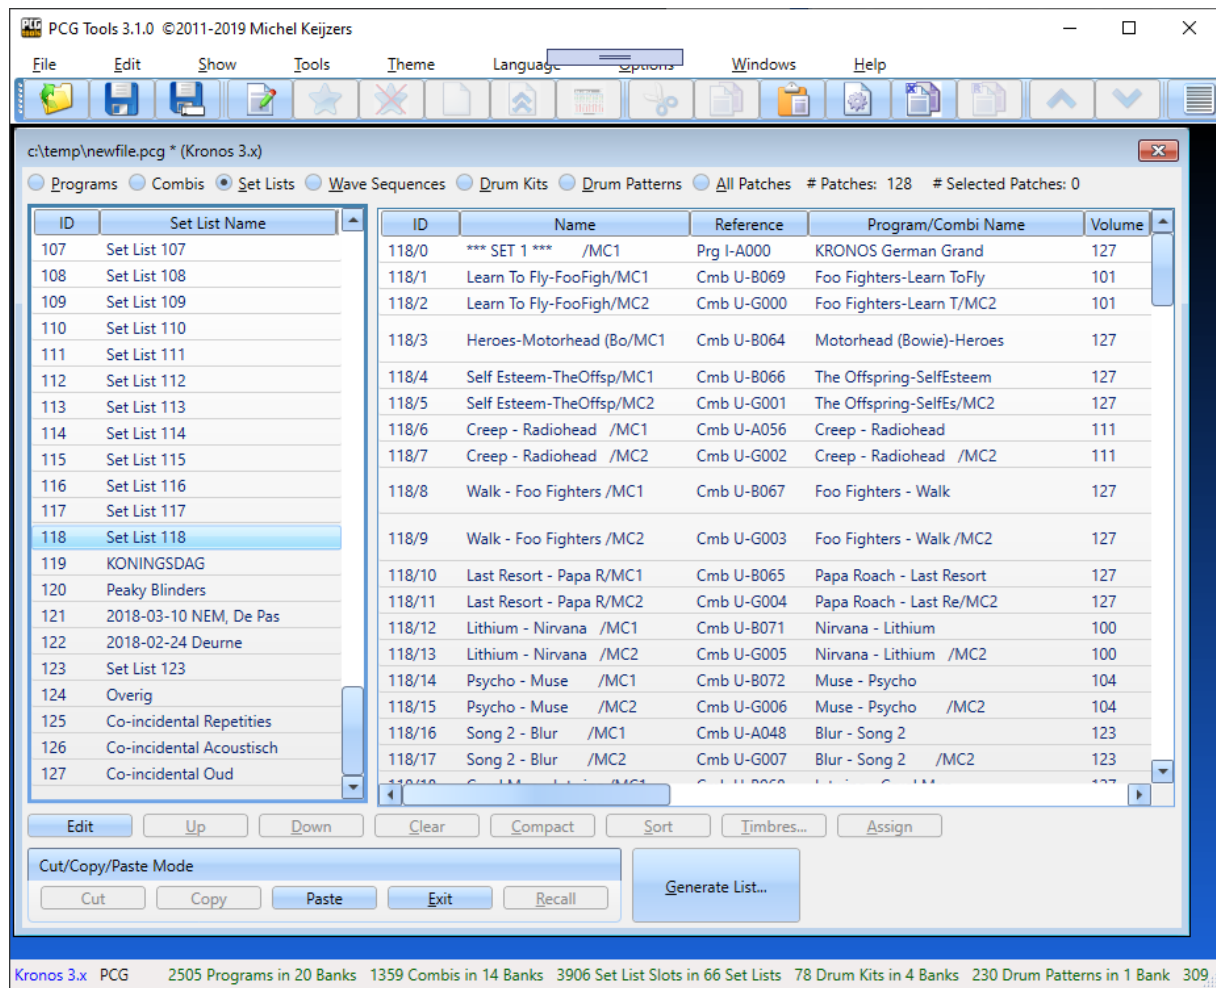 PCG Tools 3.1.0 ©2011-2019 Michel Keijzers
File Edit Show Tools Theme Language Options Windows Help
c:\temp\newfile.pcg * (Kronos 3.x)
Programs Combis Set Lists Wave Sequences Drum Kits Drum Patterns All Patches # Patches: 128 # Selected Patches: 0
ID Set List Name
107 Set List 107
108 Set List 108
109 Set List 109
110 Set List 110
111 Set List 111
112 Set List 112
113 Set List 113
114 Set List 114
115 Set List 115
116 Set List 116
117 Set List 117
118 Set List 118
119 KONINGSDAG
120 Peaky Blinders
121 2018-03-10 NEM, De Pas
122 2018-02-24 Deurne
123 Set List 123
124 Overig
125 Co-incidental Repetities
126 Co-incidental Acoustisch
127 Co-incidental Oud
ID Name Reference Program/Combi Name Volume
118/0 *** SET 1 *** /MC1 Prg I-A000 KRONOS German Grand 127
118/1 Learn To Fly-FooFigh/MC1 Cmb U-B069 Foo Fighters-Learn ToFly 101
118/2 Learn To Fly-FooFigh/MC2 Cmb U-G000 Foo Fighters-Learn T/MC2 101
118/3 Heroes-Motorhead (Bo/MC1 Cmb U-B064 Motorhead (Bowie)-Heroes 127
118/4 Self Esteem-TheOffsp/MC1 Cmb U-B066 The Offspring-SelfEsteem 127
118/5 Self Esteem-TheOffsp/MC2 Cmb U-G001 The Offspring-SelfEs/MC2 127
118/6 Creep - Radiohead /MC1 Cmb U-A056 Creep - Radiohead 111
118/7 Creep - Radiohead /MC2 Cmb U-G002 Creep - Radiohead /MC2 111
118/8 Walk - Foo Fighters /MC1 Cmb U-B067 Foo Fighters - Walk 127
118/9 Walk - Foo Fighters /MC2 Cmb U-G003 Foo Fighters - Walk /MC2 127
118/10 Last Resort - Papa R/MC1 Cmb U-B065 Papa Roach - Last Resort 127
118/11 Last Resort - Papa R/MC2 Cmb U-G004 Papa Roach - Last Re/MC2 127
118/12 Lithium - Nirvana /MC1 Cmb U-B071 Nirvana - Lithium 100
118/13 Lithium - Nirvana /MC2 Cmb U-G005 Nirvana - Lithium /MC2 100
118/14 Psycho - Muse /MC1 Cmb U-B072 Muse - Psycho 104
118/15 Psycho - Muse /MC2 Cmb U-G006 Muse - Psycho /MC2 104
118/16 Song 2 - Blur /MC1 Cmb U-A048 Blur - Song 2 123
118/17 Song 2 - Blur /MC2 Cmb U-G007 Blur - Song 2 /MC2 123
Edit Up Down Clear Compact Sort Timbres... Assign
Cut/Copy/Paste Mode
Cut Copy Paste Exit Recall
Generate List...
Kronos 3.x PCG 2505 Programs in 20 Banks 1359 Combis in 14 Banks 3906 Set List Slots in 66 Set Lists 78 Drum Kits in 4 Banks 230 Drum Patterns in 1 Bank 309